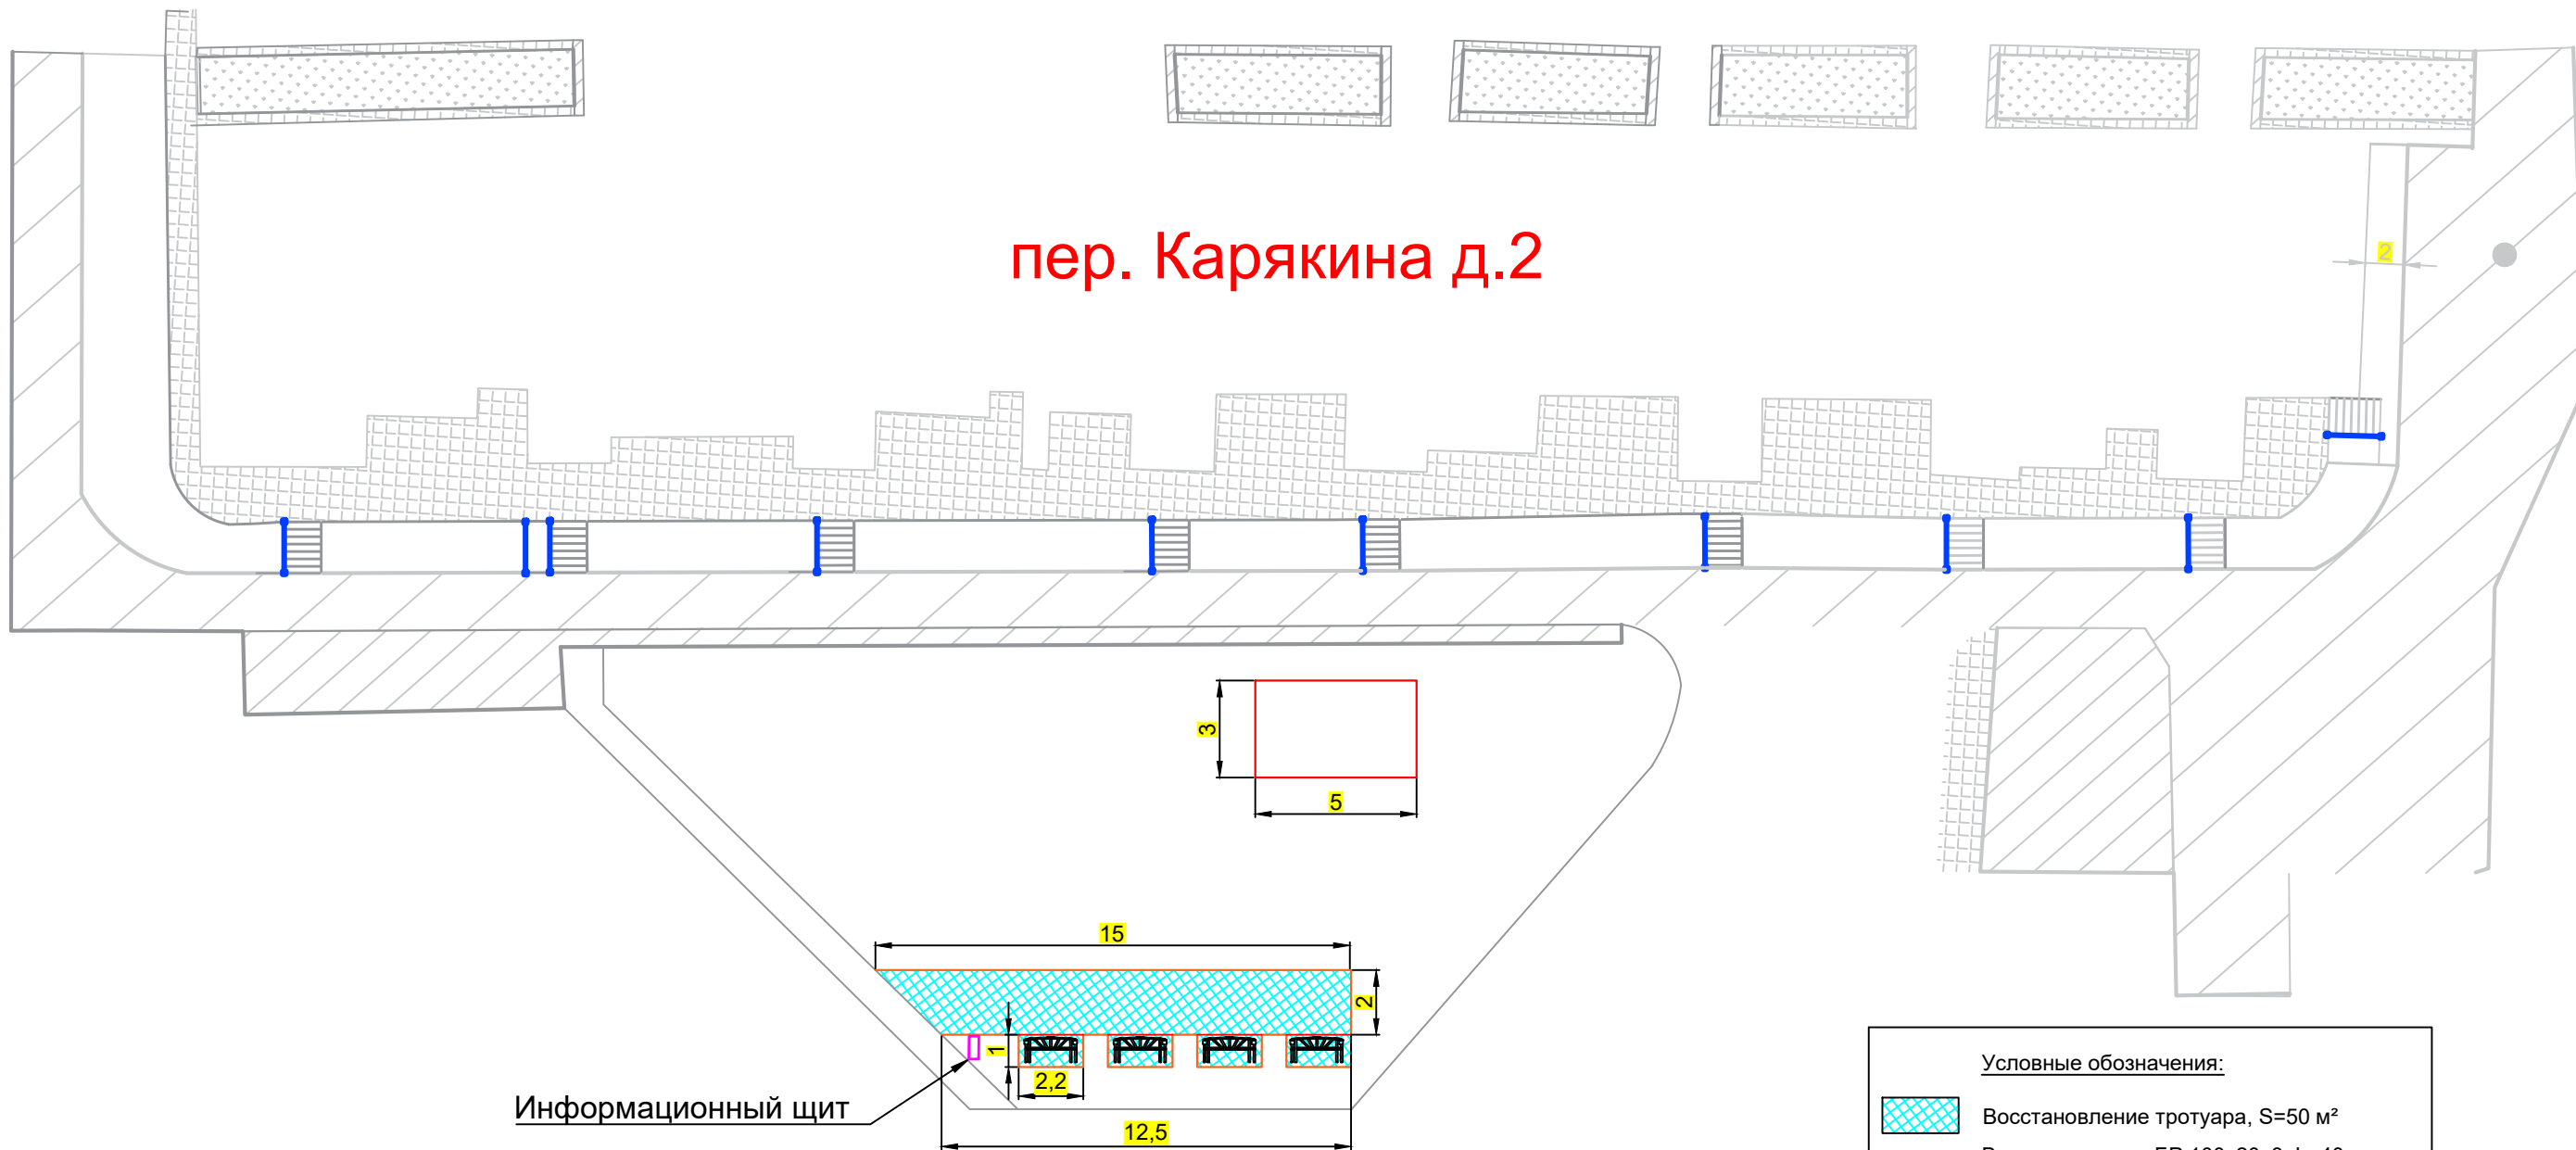 пер. Карякина д.2
2
3
5
15
2
1
2,2
Информационный щит
12,5
Условные обозначения:
Восстановление тротуара, S=50 м²